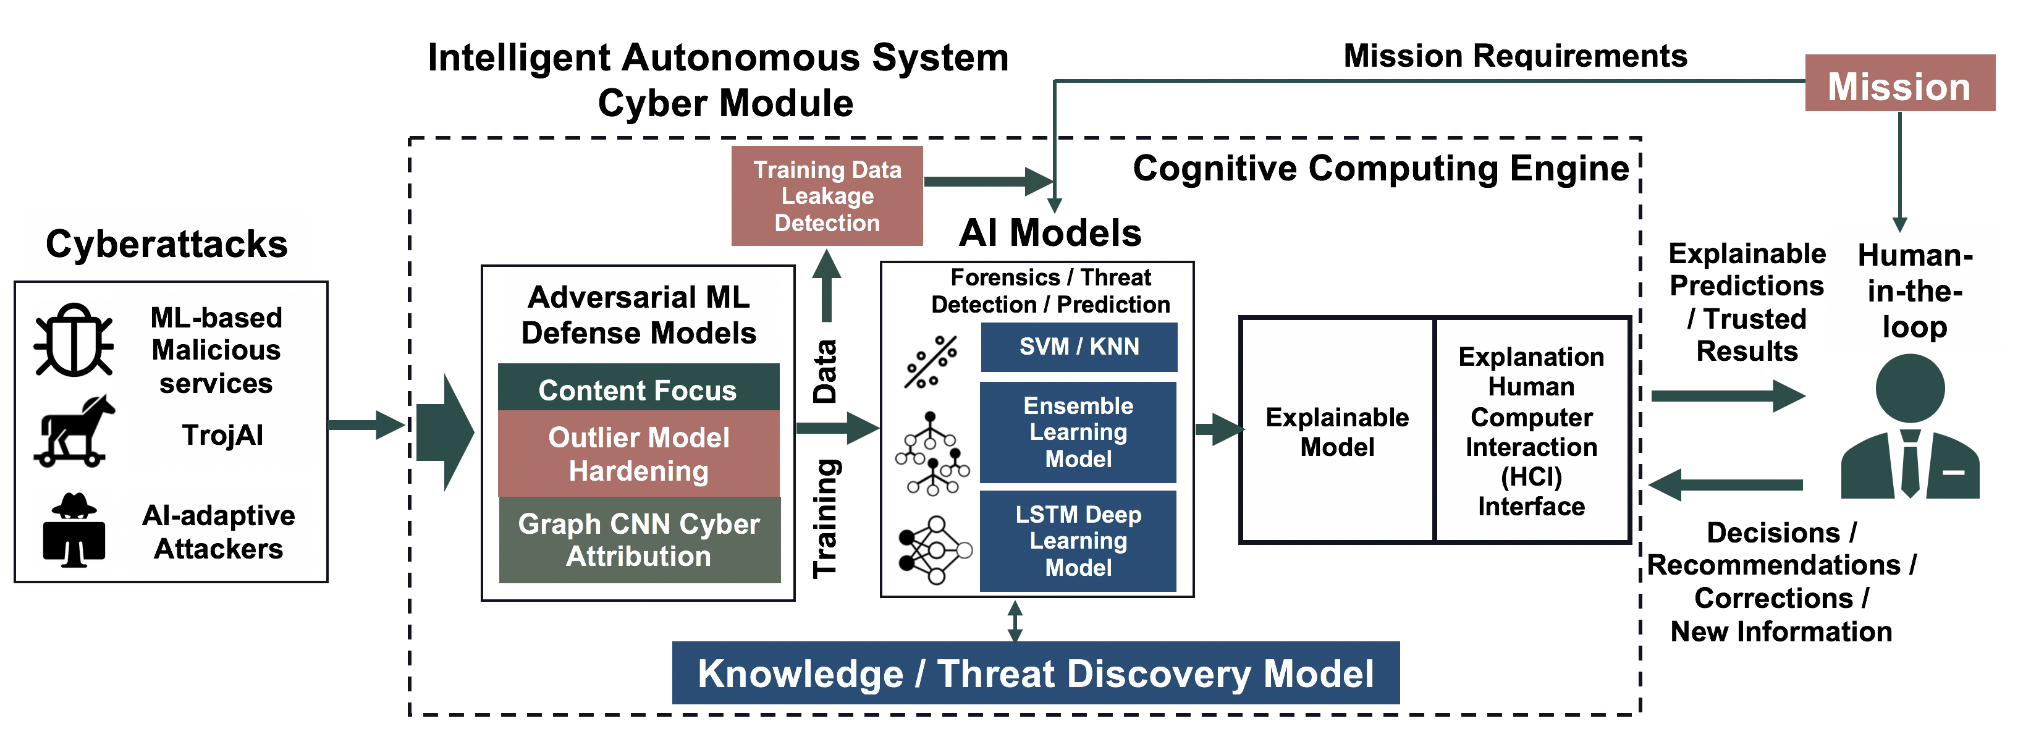 Intelligent Autonomous System
Cyber Module
Mission Requirements
Mission
Cognitive Computing Engine
Training Data
Leakage
Detection
Cyberattacks
ML-based
Malicious
services
TrojAI
AI-adaptive
Attackers
Adversarial ML
Defense Models
Content Focus
Outlier Model
Hardening
Graph CNN Cyber
Attribution
Training Data
AI Models
Forensics / Threat
Detection / Prediction
SVM / KNN
Ensemble
Learning
Model
LSTM Deep
Learning
Model
Explainable
Model
Explanation
Human
Computer
Interaction
(HCI)
Interface
Explainable
Predictions
/ Trusted
Results
Human-
in-the-
loop
Decisions /
Recommendations /
Corrections /
New Information
Knowledge / Threat Discovery Model